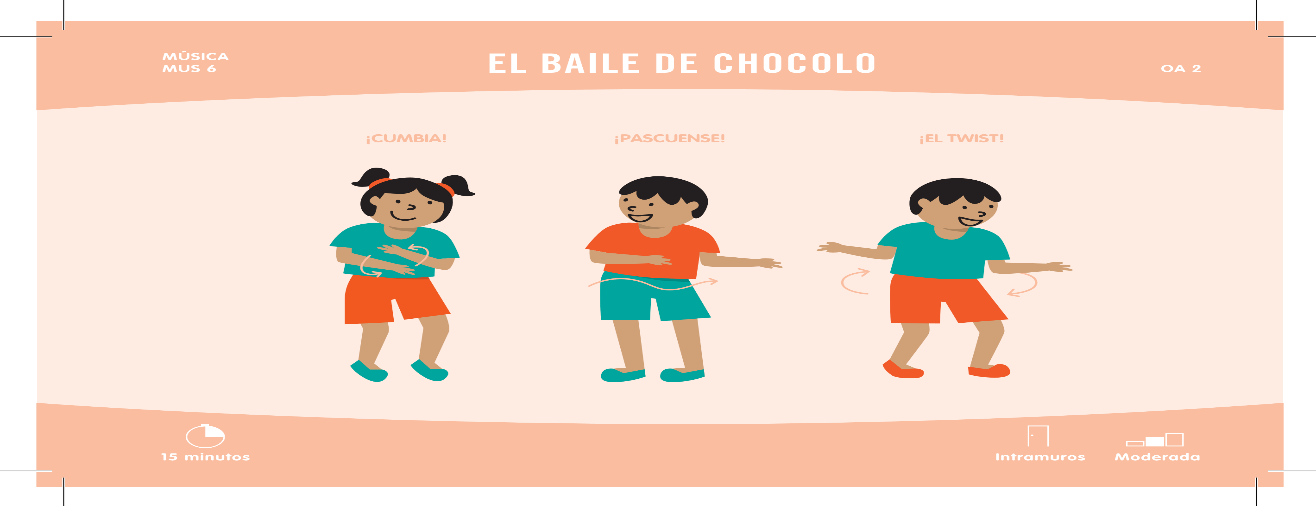 MÚSICA
MUS 6
EL BAILE DE CHOCOLO
OA 2
¡CUMBIA!
¡PASCUENSE!
¡EL TWIST!
15 minutos
Intramuros
Moderada